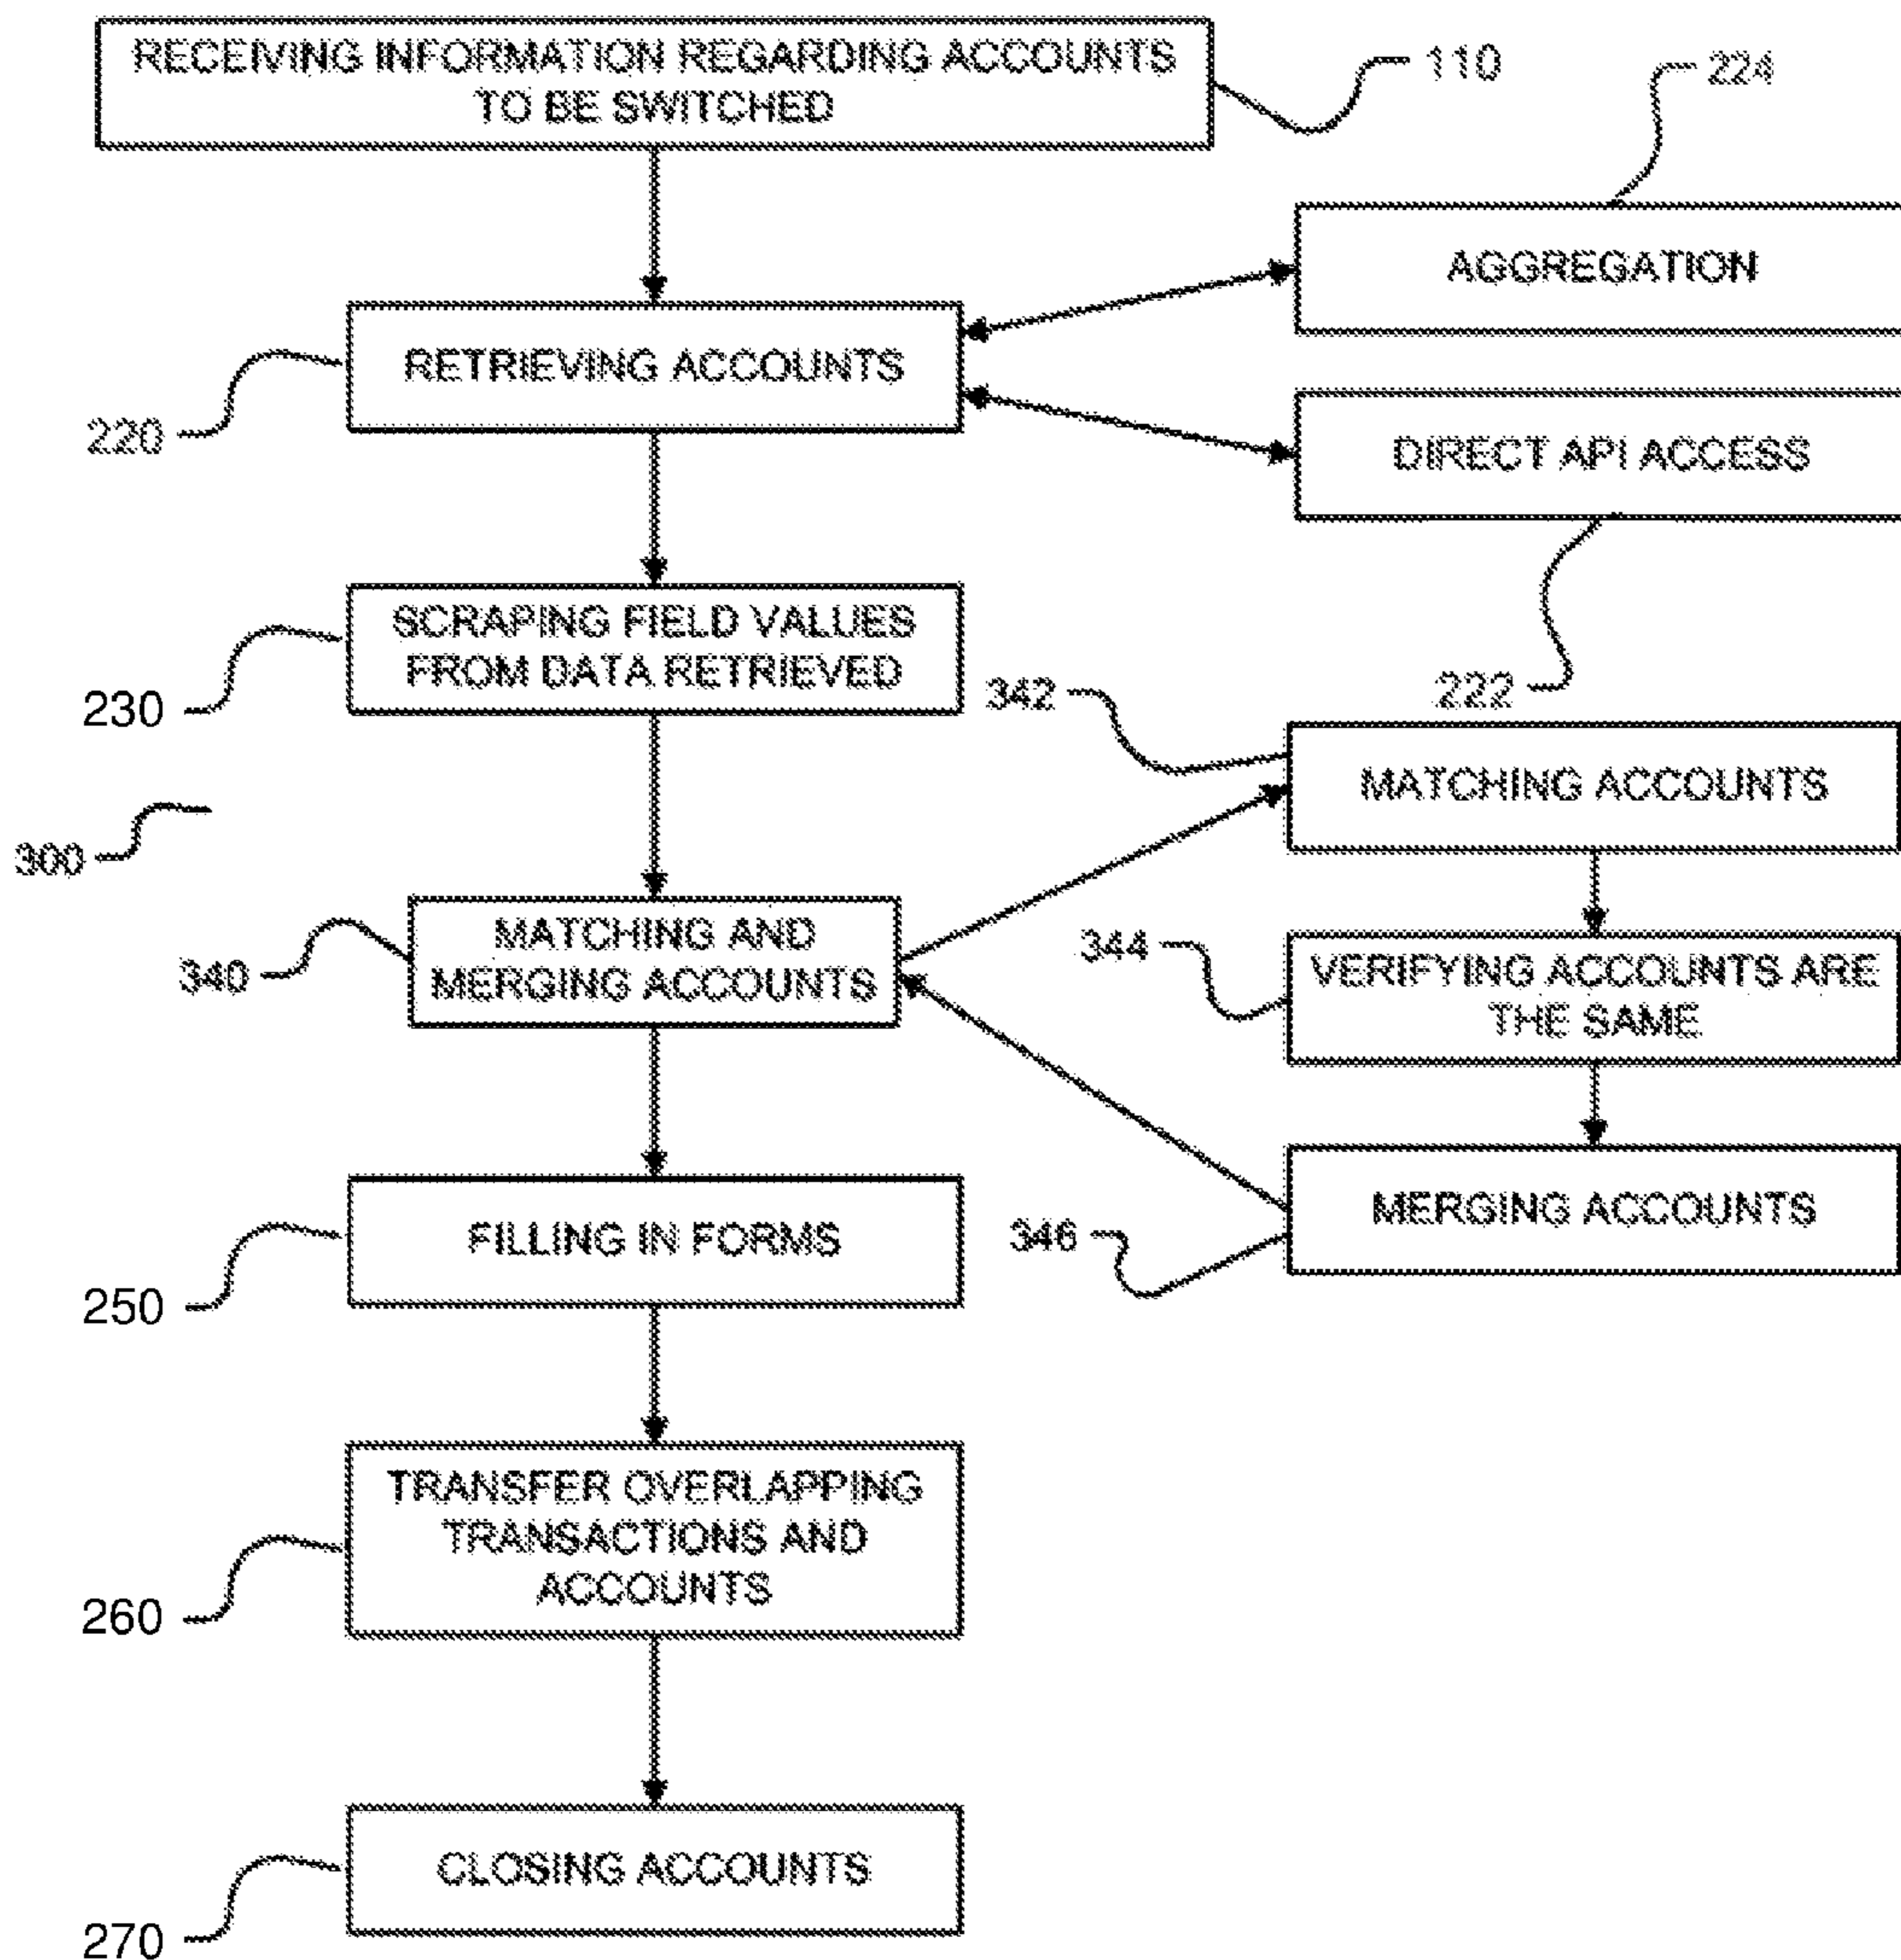 RECEIVING INFORMATION REGARDING ACCOUNTS
TO BE SWITCHED
110
224
AGGREGATION
RETRIEVING ACCOUNTS
220
DIRECT API ACCESS
222
SCRAPING FIELD VALUES
FROM DATA RETRIEVED
230
342
MATCHING ACCOUNTS
300
MATCHING AND
MERGING ACCOUNTS
340
344
VERIFYING ACCOUNTS ARE
THE SAME
MERGING ACCOUNTS
346
FILLING IN FORMS
250
TRANSFER OVERLAPPING
TRANSACTIONS AND
ACCOUNTS
260
CLOSING ACCOUNTS
270